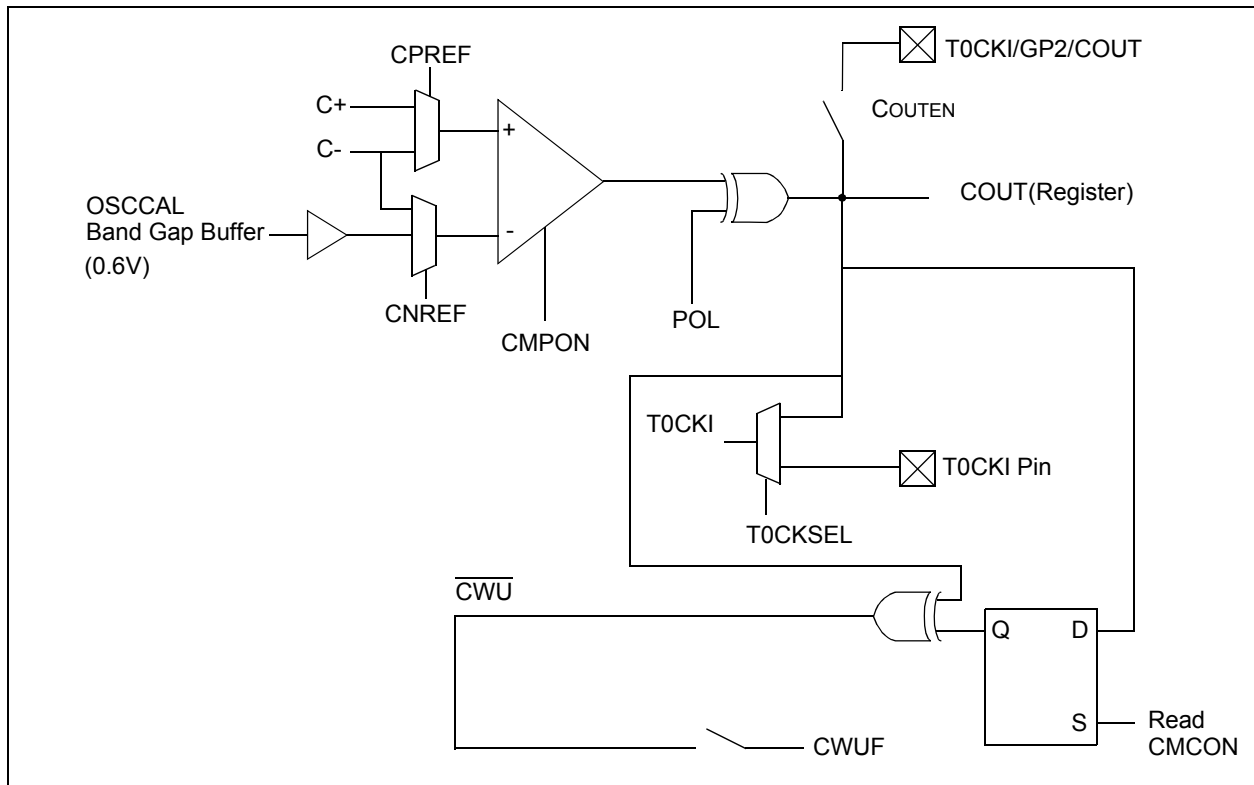 CPREF
T0CKI/GP2/COUT
C+
COUTEN
C-
+
COUT(Register)
OSCCAL
Band Gap Buffer
(0.6V)
-
CNREF
POL
CMPON
T0CKI
T0CKI Pin
T0CKSEL
CWU
Q
D
S
Read
CMCON
CWUF